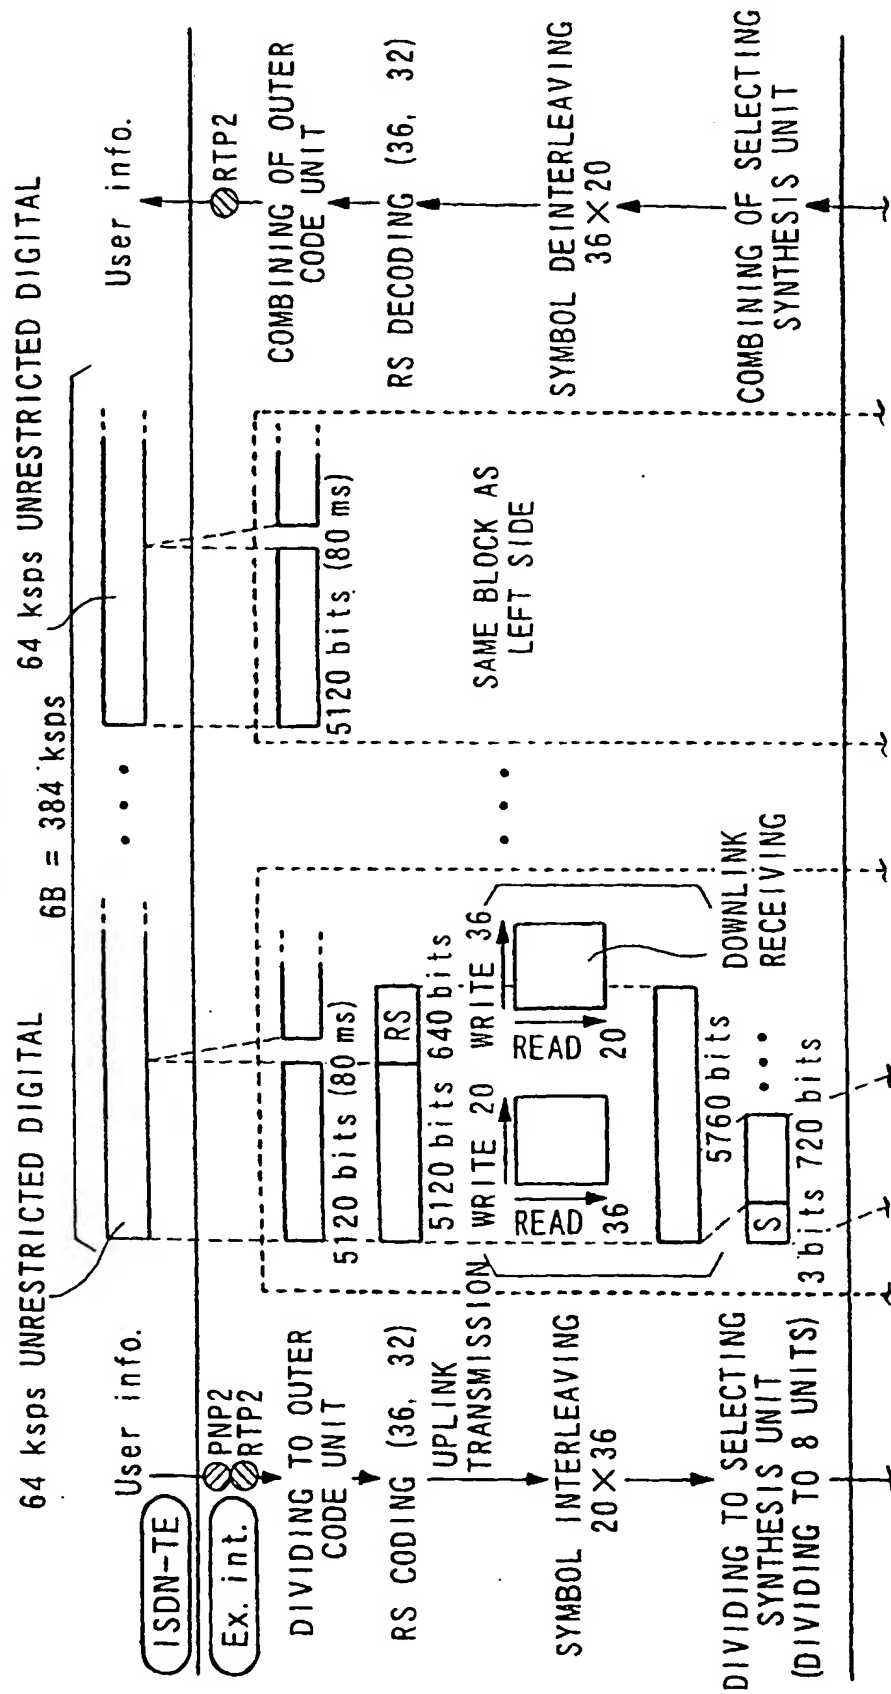 64 ksps UNRESTRICTED DIGITAL
6B = 384 ksps
64 ksps UNRESTRICTED DIGITAL
User info.
User info.
ISDN-TE
Ex. int.
PNP2
RTP2
RTP2
DIVIDING TO OUTER
CODE UNIT
5120 bits (80 ms)
5120 bits (80 ms)
COMBINING OF OUTER
CODE UNIT
RS CODING (36, 32)
RS
5120 bits 640 bits
RS DECODING (36, 32)
UPLINK
TRANSMISSION
WRITE 20
READ
36
WRITE 36
READ
20
SAME BLOCK AS
LEFT SIDE
SYMBOL INTERLEAVING
20×36
SYMBOL DEINTERLEAVING
36×20
5760 bits
DOWNLINK
RECEIVING
DIVIDING TO SELECTING
SYNTHESIS UNIT
(DIVIDING TO 8 UNITS)
S
3 bits 720 bits
COMBINING OF SELECTING
SYNTHESIS UNIT